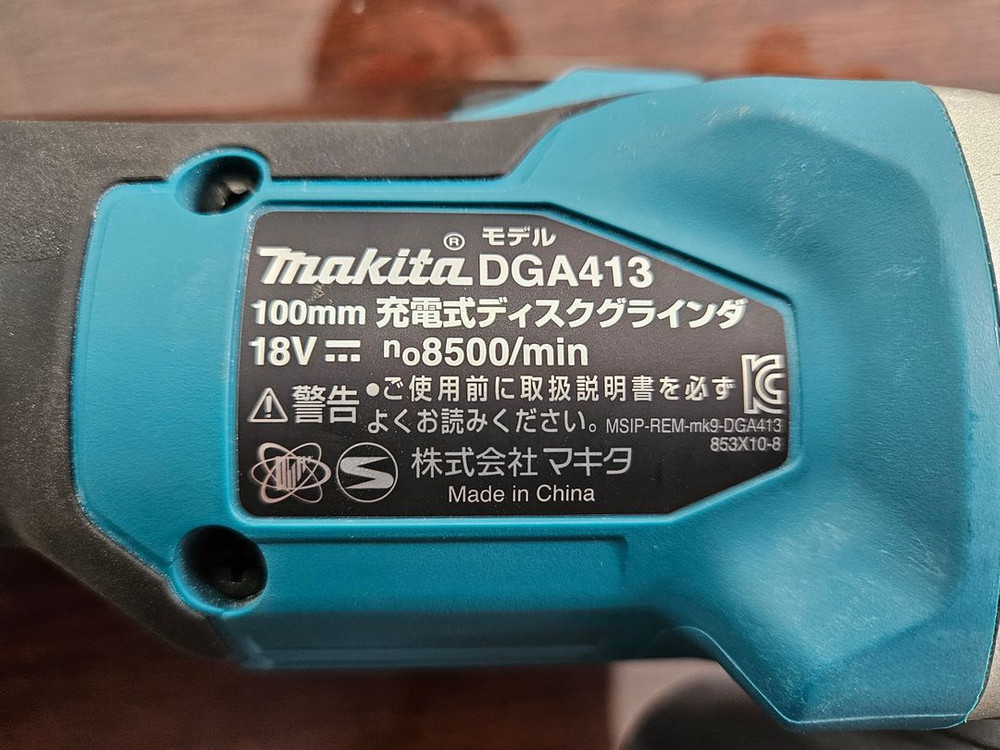 makita® モデル DGA413
100mm 充電式ディスクグラインダ
18V ⎓ no8500/min
⚠警告 ●ご使用前に取扱説明書を必ず
よくお読みください。
MSIP-REM-mk9-DGA413
853X10-8
株式会社 マキタ
Made in China